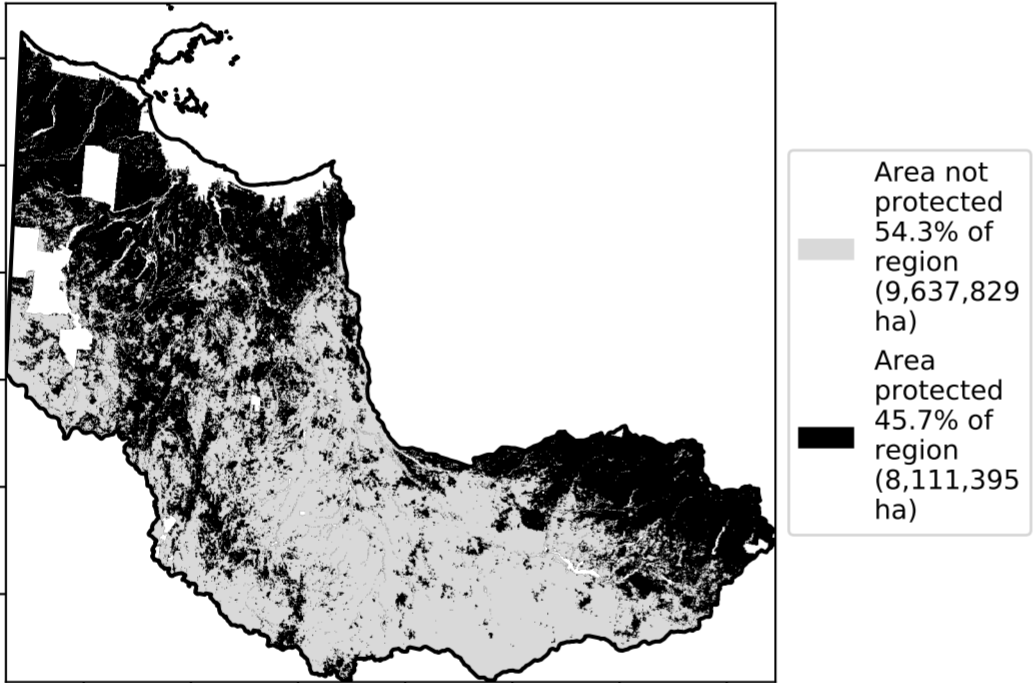 Area not
protected
54.3% of
region
(9,637,829
ha)
Area
protected
45.7% of
region
(8,111,395
ha)